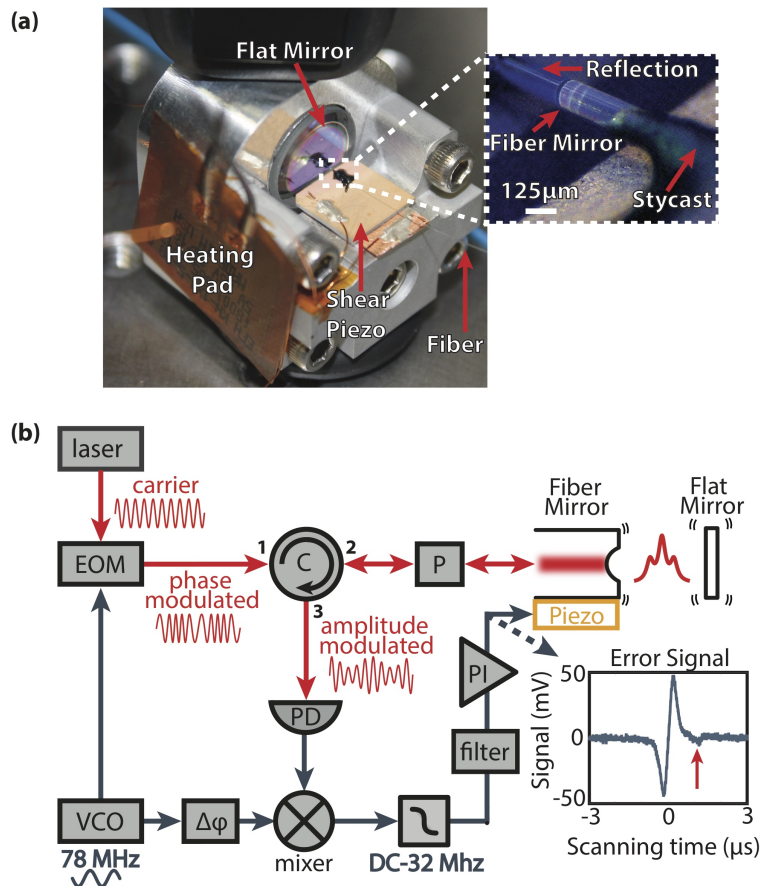 (a)
Flat Mirror
Reflection
Fiber Mirror
125μm
Stycast
Heating
Pad
Shear
Piezo
Fiber
(b)
laser
carrier
EOM
1
C
2
3
P
Fiber
Mirror
Flat
Mirror
phase
modulated
amplitude
modulated
Piezo
PI
PD
filter
Error Signal
Signal (mV)
50
0
-50
-3
0
3
Scanning time (μs)
VCO
Δφ
mixer
78 MHz
DC-32 Mhz